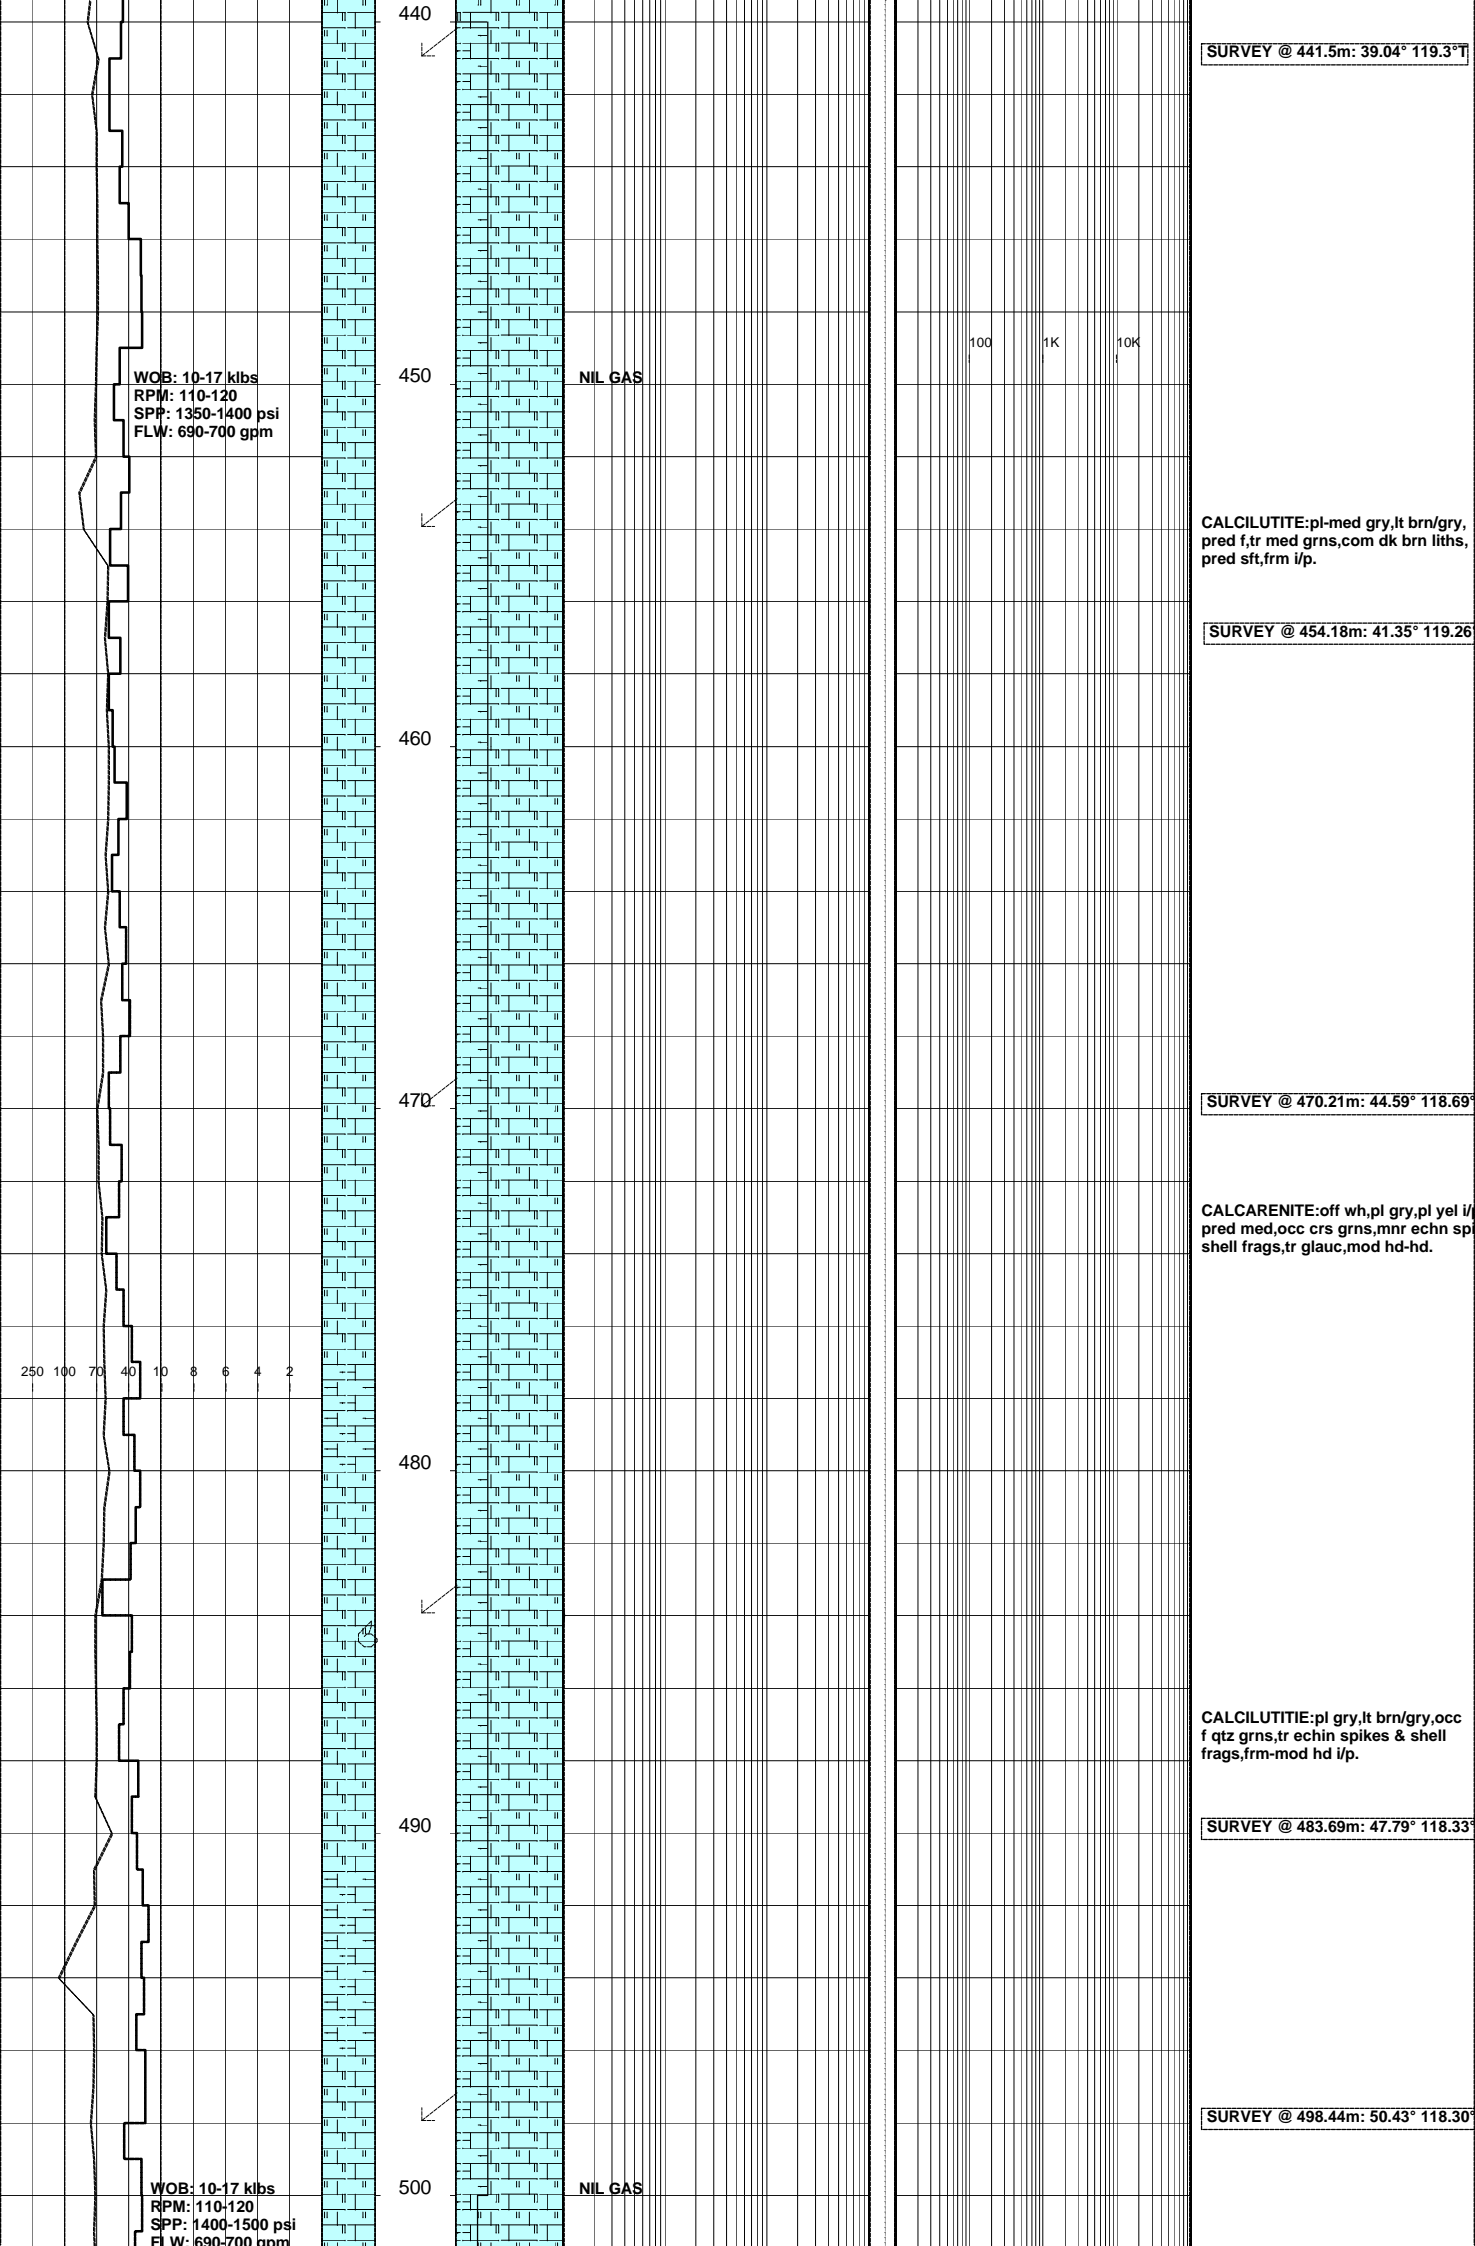 440
SURVEY @ 441.5m: 39.04° 119.3°T
100 1K 10K
WOB: 10-17 klbs
RPM: 110-120
SPP: 1350-1400 psi
FLW: 690-700 gpm
450
NIL GAS
CALCILUTITE:pl-med gry,lt brn/gry,
pred f,tr med grns,com dk brn liths,
pred sft,frm i/p.
SURVEY @ 454.18m: 41.35° 119.26°
460
470
SURVEY @ 470.21m: 44.59° 118.69°
CALCARENITE:off wh,pl gry,pl yel i/p
pred med,occ crs grns,mnr echn spi
shell frags,tr glauc,mod hd-hd.
250 100 70 40 10 8 6 4 2
480
CALCILUTITIE:pl gry,lt brn/gry,occ
f qtz grns,tr echin spikes & shell
frags,frm-mod hd i/p.
490
SURVEY @ 483.69m: 47.79° 118.33°
SURVEY @ 498.44m: 50.43° 118.30°
WOB: 10-17 klbs
RPM: 110-120
SPP: 1400-1500 psi
FLW: 690-700 gpm
500
NIL GAS